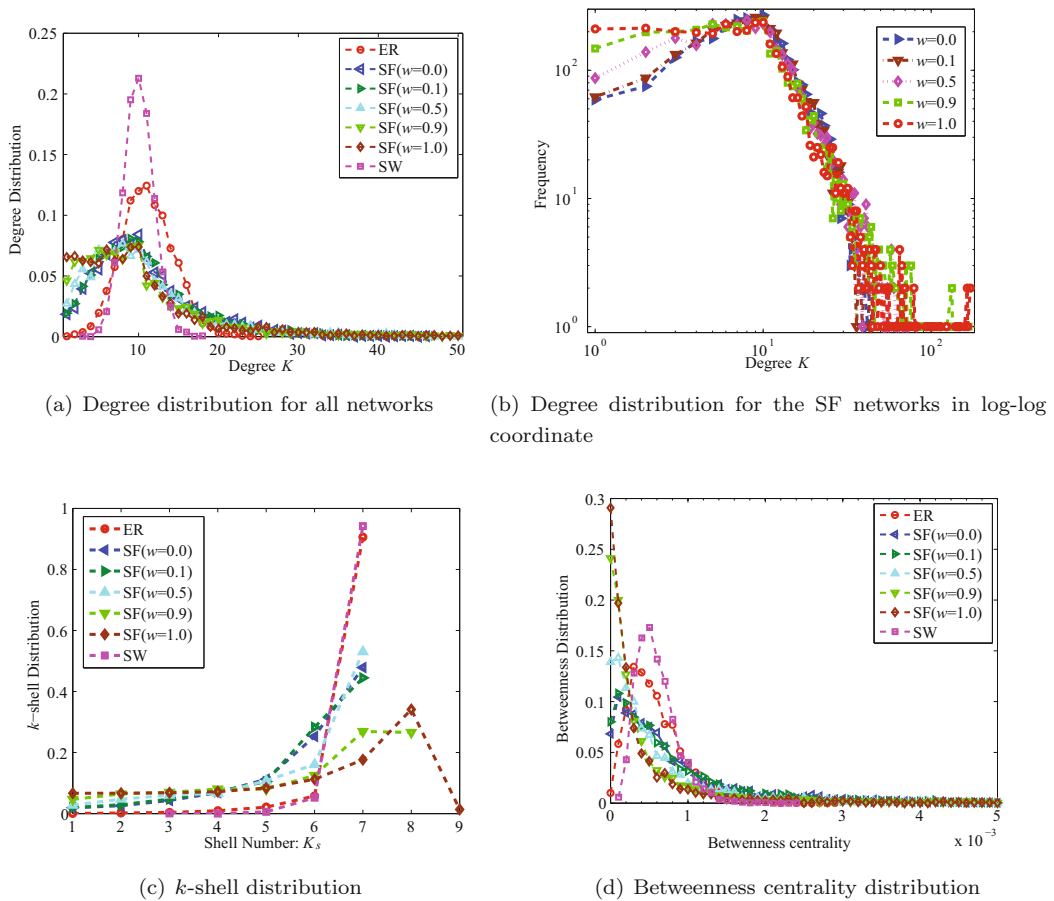 0.25
0.2
0.15
0.1
0.05
0
10
20
30
40
50
Degree Distribution
Degree K
ER
SF(w=0.0)
SF(w=0.1)
SF(w=0.5)
SF(w=0.9)
SF(w=1.0)
SW
(a) Degree distribution for all networks
10^2
10^1
10^0
10^0
10^1
10^2
Frequency
Degree K
w=0.0
w=0.1
w=0.5
w=0.9
w=1.0
(b) Degree distribution for the SF networks in log-log
coordinate
1
0.8
0.6
0.4
0.2
0
1
2
3
4
5
6
7
8
9
k-shell Distribution
Shell Number: K_s
ER
SF(w=0.0)
SF(w=0.1)
SF(w=0.5)
SF(w=0.9)
SF(w=1.0)
SW
(c) k-shell distribution
0.3
0.25
0.2
0.15
0.1
0.05
0
0
1
2
3
4
5
x 10^-3
Betweenness Distribution
Betwenness centrality
ER
SF(w=0.0)
SF(w=0.1)
SF(w=0.5)
SF(w=0.9)
SF(w=1.0)
SW
(d) Betweenness centrality distribution